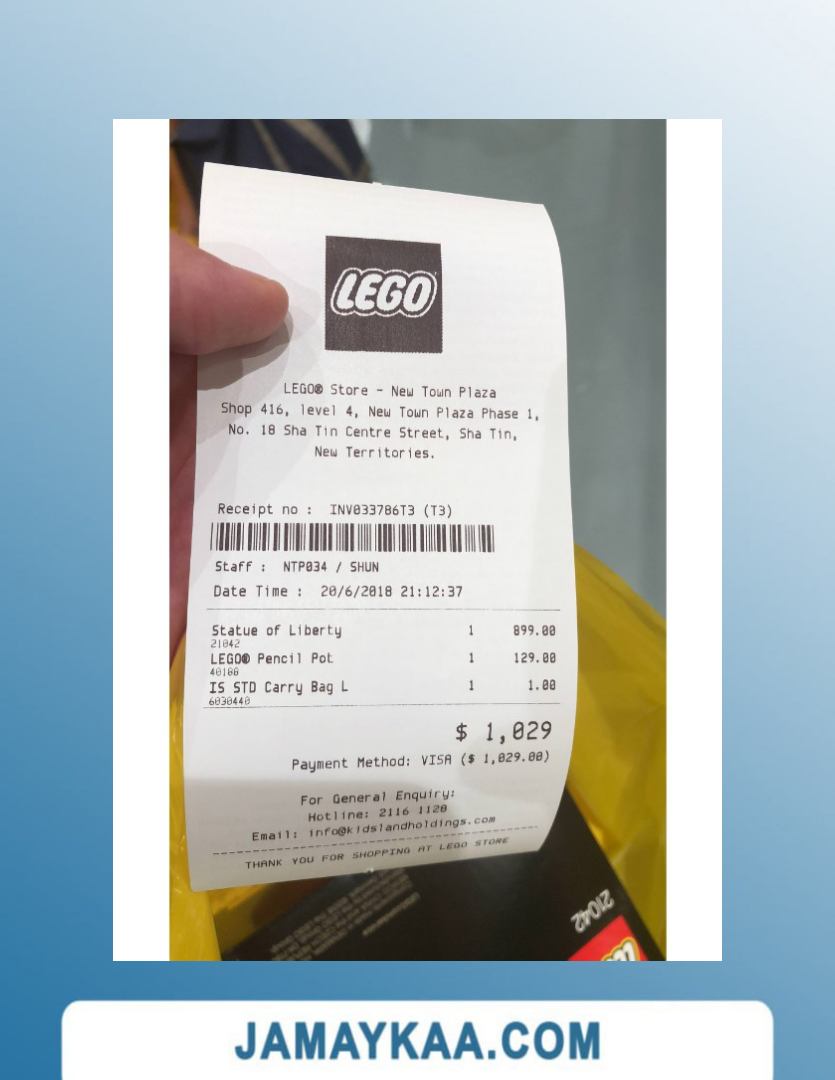 LEGO
LEGO® Store - New Town Plaza
Shop 416, level 4, New Town Plaza Phase 1,
No. 18 Sha Tin Centre Street, Sha Tin,
New Territories.
Receipt no : INV033786T3 (T3)
Staff : NTP034 / SHUN
Date Time : 20/6/2018 21:12:37
Statue of Liberty 1 899.00
21042
LEGO® Pencil Pot 1 129.00
40188
IS STD Carry Bag L 1 1.00
6030440
$ 1,029
Payment Method: VISA ($ 1,029.00)
For General Enquiry:
Hotline: 2116 1120
Email: info@kidslandholdings.com
THANK YOU FOR SHOPPING AT LEGO STORE
21042
JAMAYKAA.COM